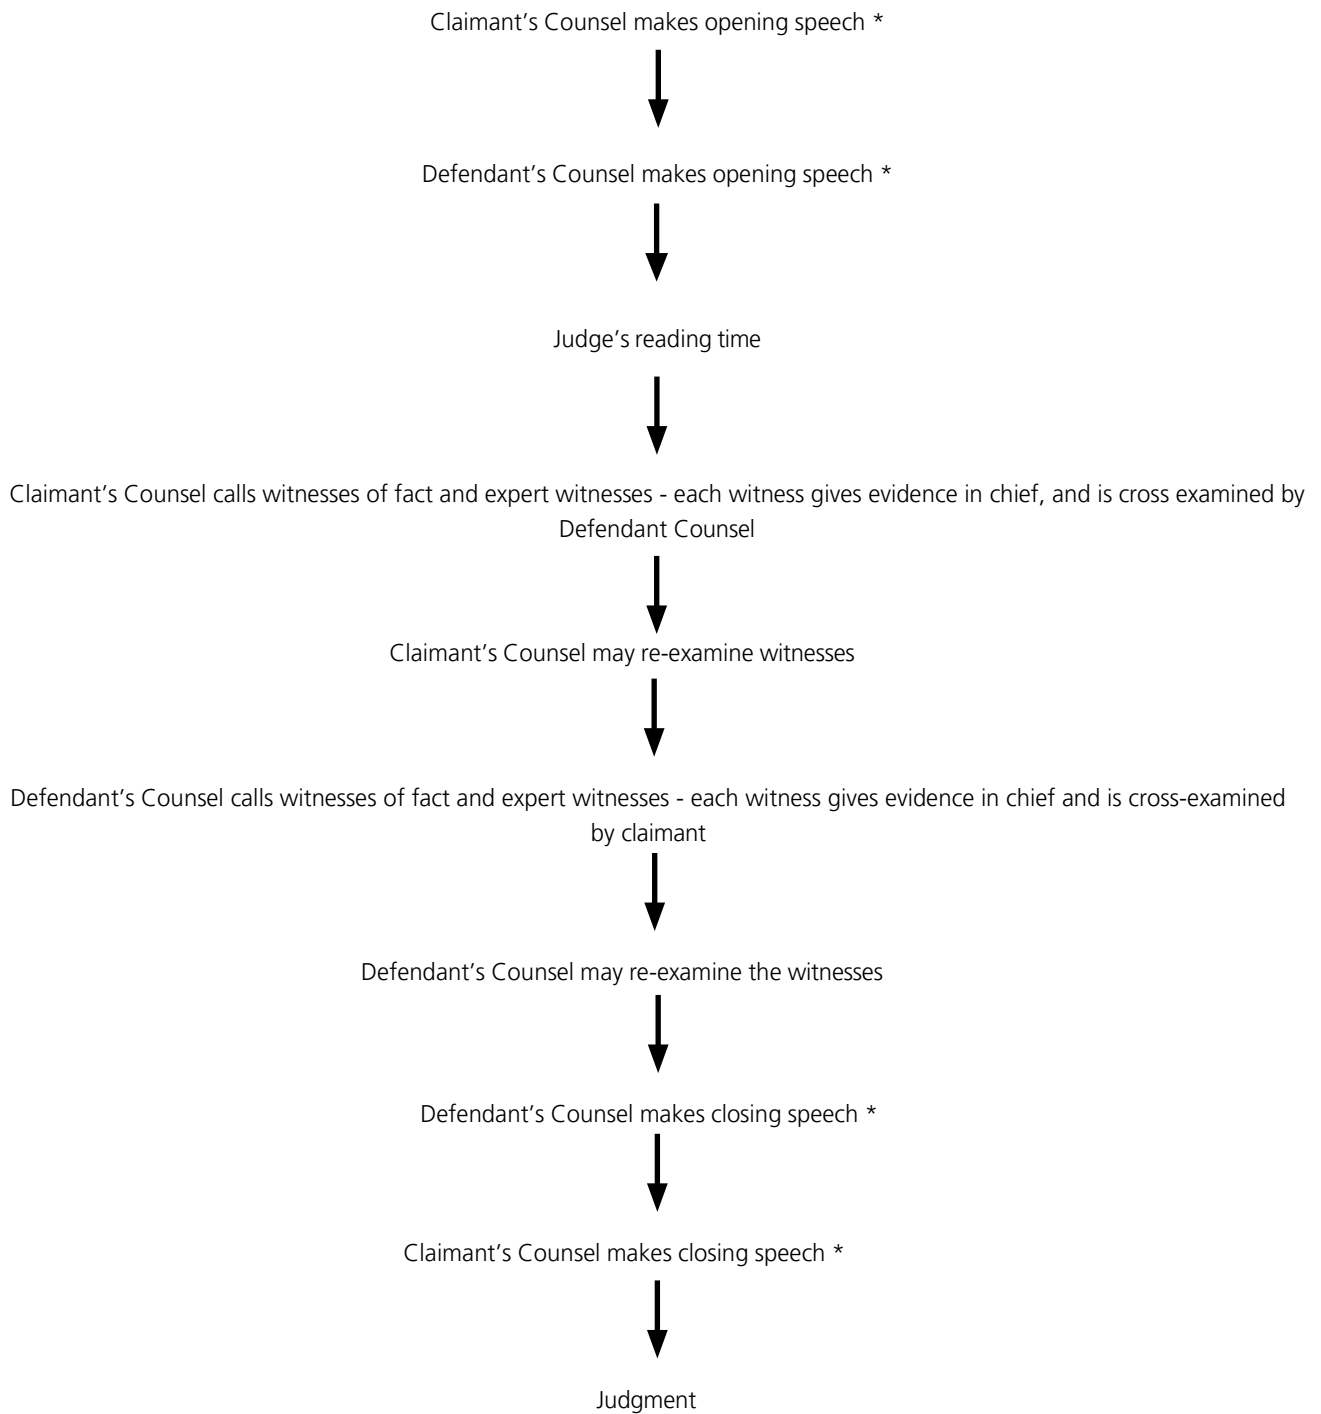 Claimant’s Counsel makes opening speech *
Defendant’s Counsel makes opening speech *
Judge’s reading time
Claimant’s Counsel calls witnesses of fact and expert witnesses - each witness gives evidence in chief, and is cross examined by
Defendant Counsel
Claimant’s Counsel may re-examine witnesses
Defendant’s Counsel calls witnesses of fact and expert witnesses - each witness gives evidence in chief and is cross-examined
by claimant
Defendant’s Counsel may re-examine the witnesses
Defendant’s Counsel makes closing speech *
Claimant’s Counsel makes closing speech *
Judgment